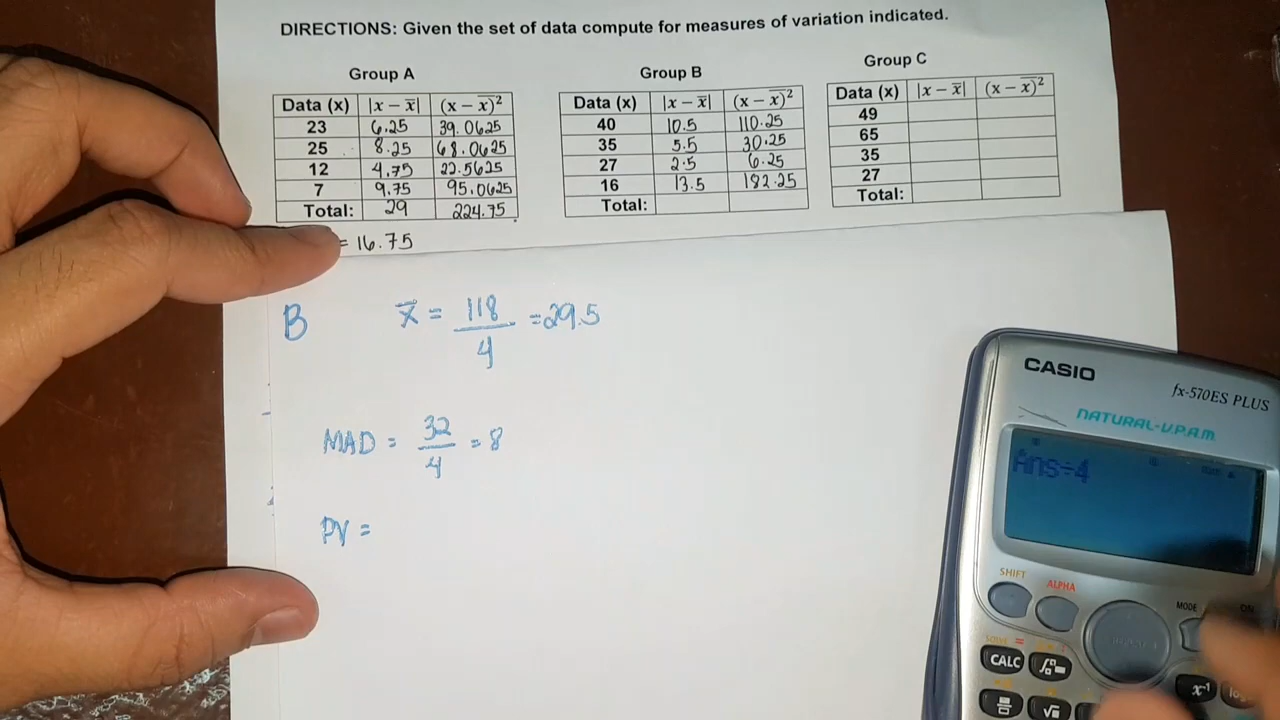 DIRECTIONS: Given the set of data compute for measures of variation indicated.
Group A
Data (x) |x – x̄| (x – x̄)²
23 6.25 39.0625
25 8.25 68.0625
12 4.75 22.5625
7 9.75 95.0625
Total: 29 224.75
= 16.75
Group B
Data (x) |x – x̄| (x – x̄)²
40 10.5 110.25
35 5.5 30.25
27 2.5 6.25
16 13.5 182.25
Total:
Group C
Data (x) |x – x̄| (x – x̄)²
49
65
35
27
Total:
B x̄ = 118/4 = 29.5
MAD = 32/4 = 8
PV =
CASIO
fx-570ES PLUS
NATURAL-V.P.A.M.
Ans÷4
SHIFT ALPHA MODE
SOLVE =
CALC
x⁻¹